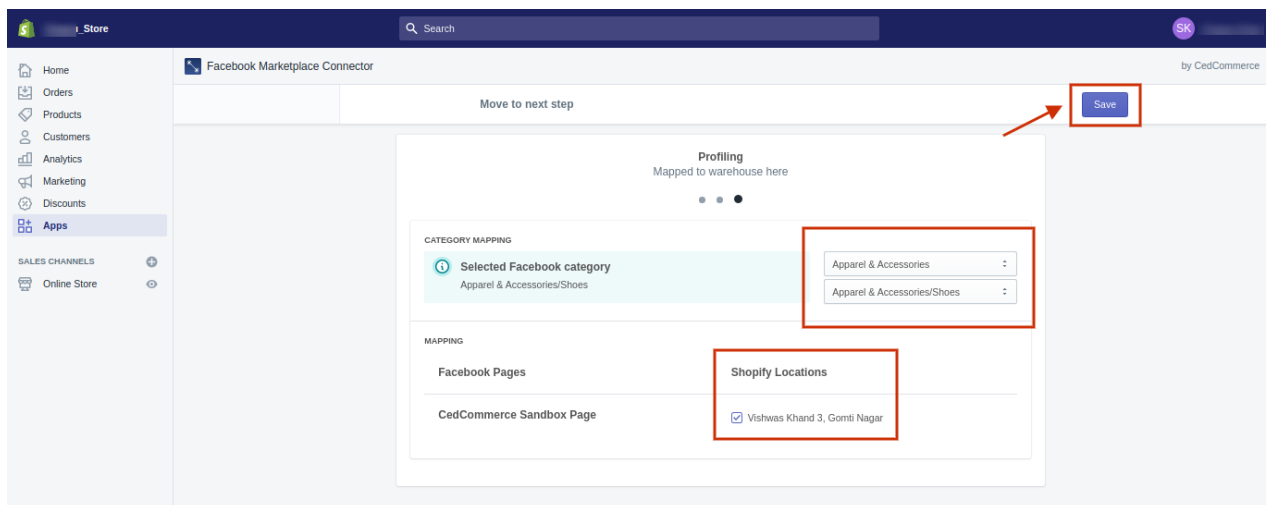 _Store
Search
SK
Home
Orders
Products
Customers
Analytics
Marketing
Discounts
Apps
SALES CHANNELS
Online Store
Facebook Marketplace Connector
by CedCommerce
Move to next step
Save
Profiling
Mapped to warehouse here
CATEGORY MAPPING
Selected Facebook category
Apparel & Accessories/Shoes
Apparel & Accessories
Apparel & Accessories/Shoes
MAPPING
Facebook Pages
Shopify Locations
CedCommerce Sandbox Page
Vishwas Khand 3, Gomti Nagar